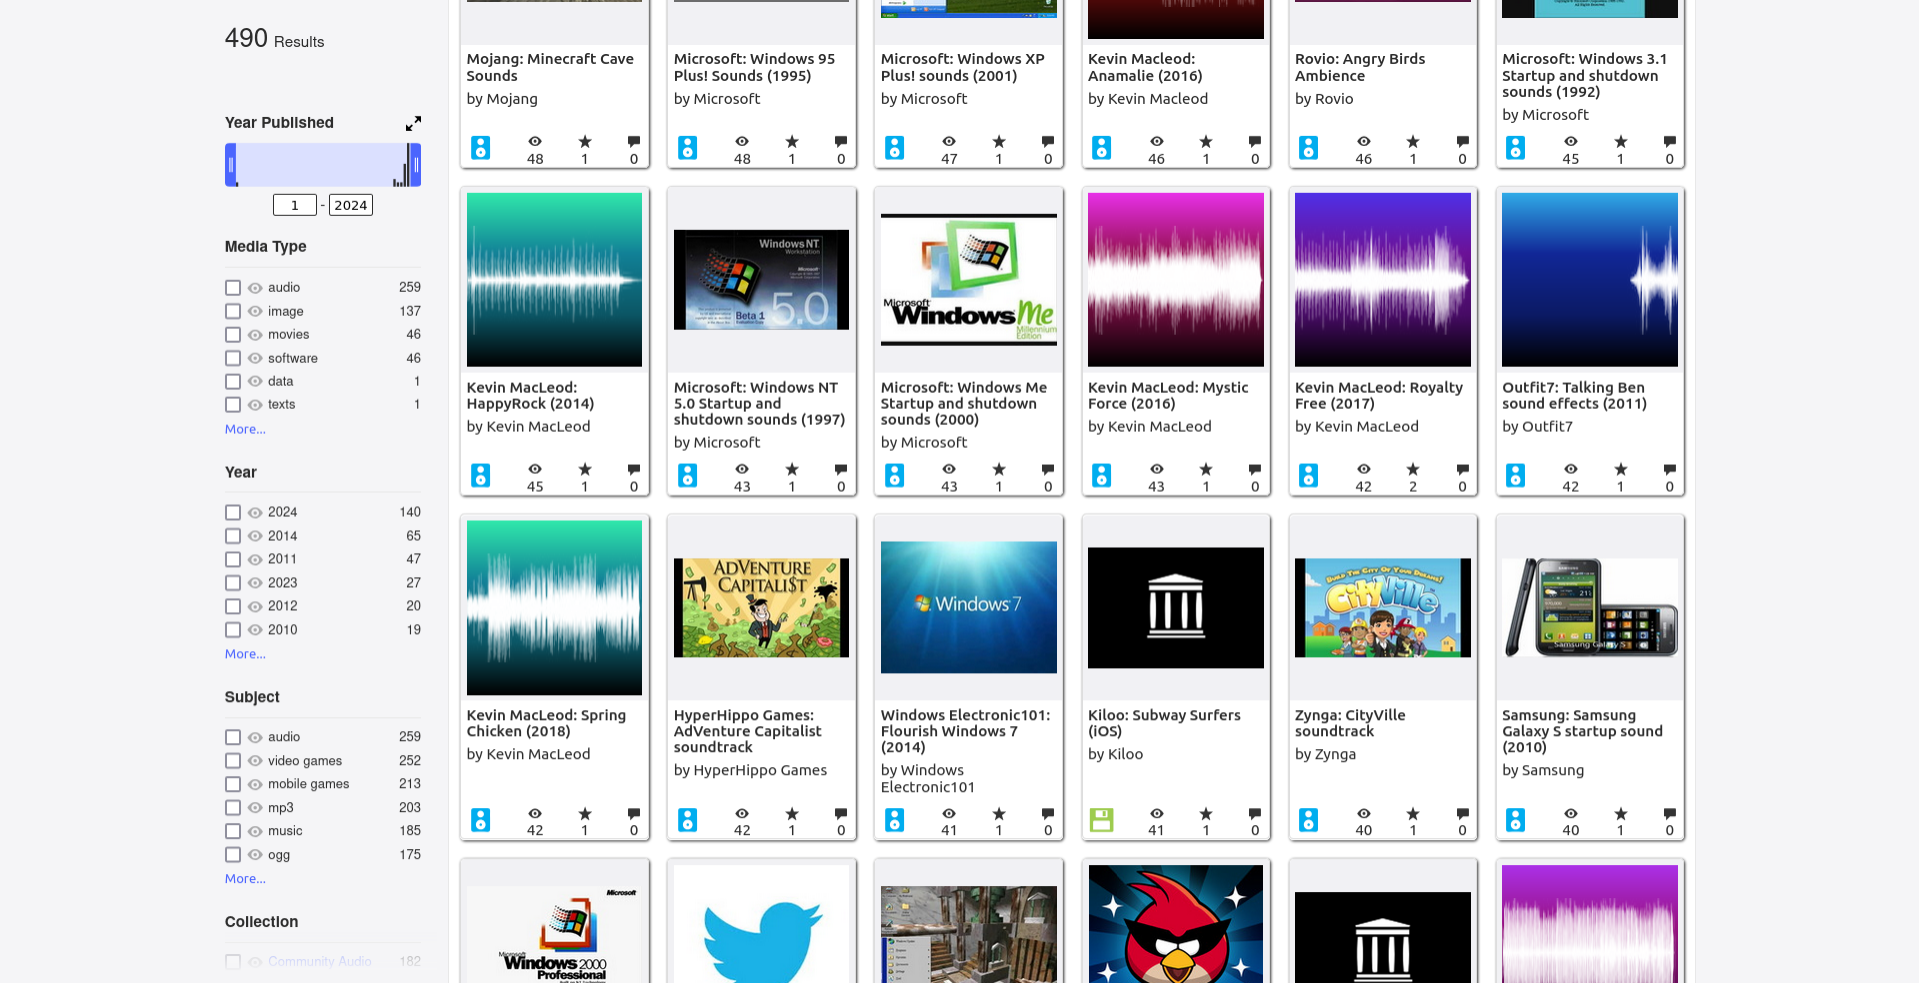 490 Results
Year Published
1 - 2024
Media Type
audio 259
image 137
movies 46
software 46
data 1
texts 1
More...
Year
2024 140
2014 65
2011 47
2023 27
2012 20
2010 19
More...
Subject
audio 259
video games 252
mobile games 213
mp3 203
music 185
ogg 175
More...
Collection
Community Audio 182
Mojang: Minecraft Cave
Sounds
by Mojang
48 1 0
Microsoft: Windows 95
Plus! Sounds (1995)
by Microsoft
48 1 0
Microsoft: Windows XP
Plus! sounds (2001)
by Microsoft
47 1 0
Kevin Macleod:
Anamalie (2016)
by Kevin Macleod
46 1 0
Rovio: Angry Birds
Ambience
by Rovio
46 1 0
Microsoft: Windows 3.1
Startup and shutdown
sounds (1992)
by Microsoft
45 1 0
Kevin MacLeod:
HappyRock (2014)
by Kevin MacLeod
45 1 0
Windows NT
Workstation
Microsoft
5.0
Beta 1
Microsoft: Windows NT
5.0 Startup and
shutdown sounds (1997)
by Microsoft
43 1 0
Microsoft
Windows Me
Millennium
Edition
Microsoft: Windows Me
Startup and shutdown
sounds (2000)
by Microsoft
43 1 0
Kevin MacLeod: Mystic
Force (2016)
by Kevin MacLeod
43 1 0
Kevin MacLeod: Royalty
Free (2017)
by Kevin MacLeod
42 2 0
Outfit7: Talking Ben
sound effects (2011)
by Outfit7
42 1 0
Kevin MacLeod: Spring
Chicken (2018)
by Kevin MacLeod
42 1 0
ADVENTURE
CAPITALI$T
HyperHippo Games:
AdVenture Capitalist
soundtrack
by HyperHippo Games
42 1 0
Windows 7
Windows Electronic101:
Flourish Windows 7
(2014)
by Windows
Electronic101
41 1 0
Kiloo: Subway Surfers
(iOS)
by Kiloo
41 1 0
BUILD THE CITY OF YOUR DREAMS!
CityVille
Zynga: CityVille
soundtrack
by Zynga
40 1 0
Samsung Galaxy S
Samsung: Samsung
Galaxy S startup sound
(2010)
by Samsung
40 1 0
Microsoft
Microsoft
Windows 2000
Professional